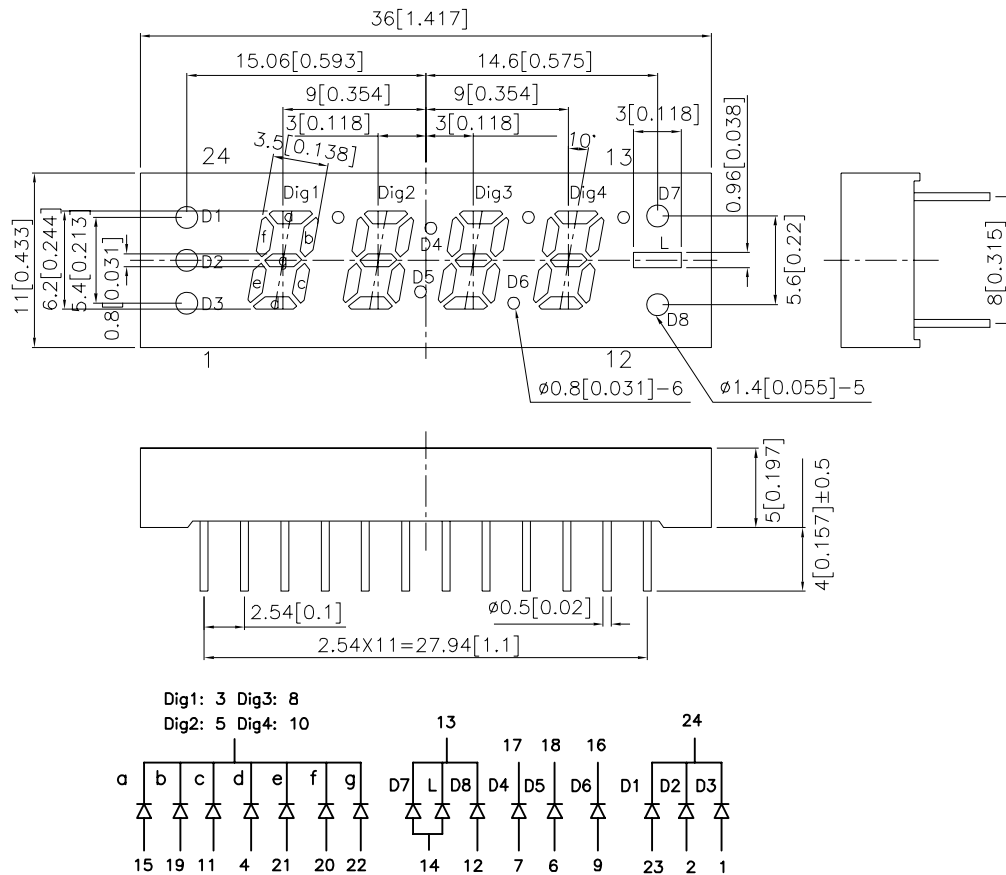 36[1.417]
15.06[0.593] 14.6[0.575]
9[0.354] 9[0.354]
3[0.118] 3[0.118] 3[0.118]
3.5[0.138] 10°
24 13
0.96[0.038]
Dig1 Dig2 Dig3 Dig4 D7
D1 a D4
f b L
D2 g D5
e c D6
D3 d D8
11[0.433]
6.2[0.244]
5.4[0.213]
0.8[0.031]
5.6[0.22]
8[0.315]
1 12
ø0.8[0.031]-6 ø1.4[0.055]-5
5[0.197]
4[0.157]±0.5
2.54[0.1] ø0.5[0.02]
2.54X11=27.94[1.1]
Dig1: 3 Dig3: 8
Dig2: 5 Dig4: 10
13 17 18 16 24
a b c d e f g D7 L D8 D4 D5 D6 D1 D2 D3
15 19 11 4 21 20 22 14 12 7 6 9 23 2 1